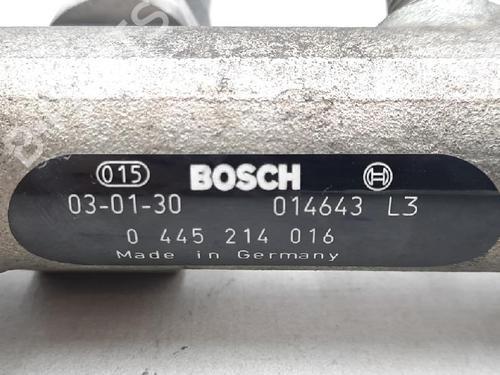 015 BOSCH
03-01-30 014643 L3
0 445 214 016
Made in Germany